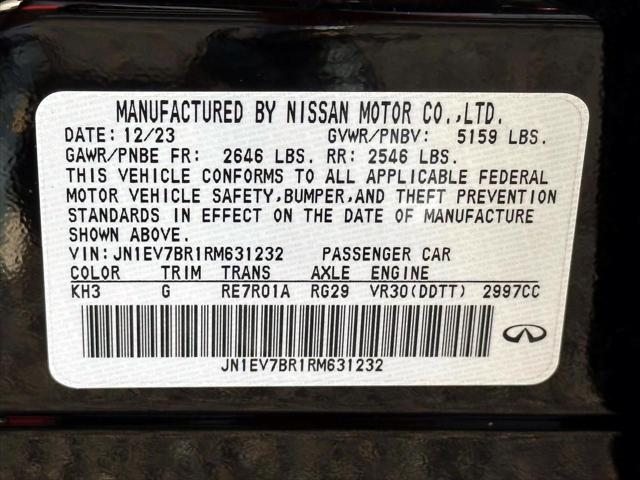 MANUFACTURED BY NISSAN MOTOR CO.,LTD.
DATE: 12/23 GVWR/PNBV: 5159 LBS.
GAWR/PNBE FR: 2646 LBS. RR: 2546 LBS.
THIS VEHICLE CONFORMS TO ALL APPLICABLE FEDERAL
MOTOR VEHICLE SAFETY,BUMPER,AND THEFT PREVENTION
STANDARDS IN EFFECT ON THE DATE OF MANUFACTURE
SHOWN ABOVE.
VIN:JN1EV7BR1RM631232 PASSENGER CAR
COLOR TRIM TRANS AXLE ENGINE
KH3 G RE7R01A RG29 VR30(DDTT) 2997CC
JN1EV7BR1RM631232